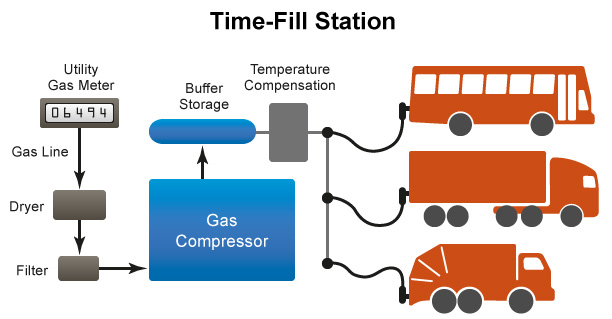 Time-Fill Station
Utility
Gas Meter
06494
Gas Line
Dryer
Filter
Buffer
Storage
Gas
Compressor
Temperature
Compensation